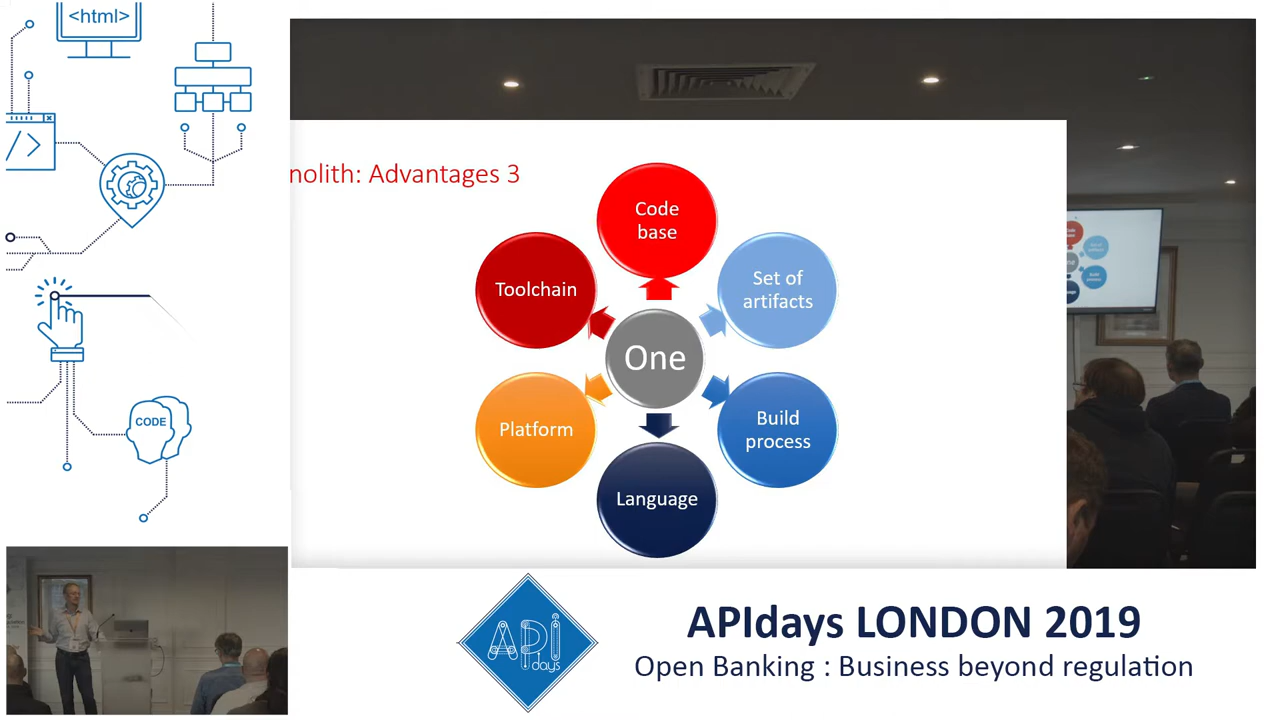 <html>
nolith: Advantages 3
Code
base
Toolchain
Set of
artifacts
One
Platform
Build
process
Language
CODE
API
days
APIdays LONDON 2019
Open Banking : Business beyond regulation